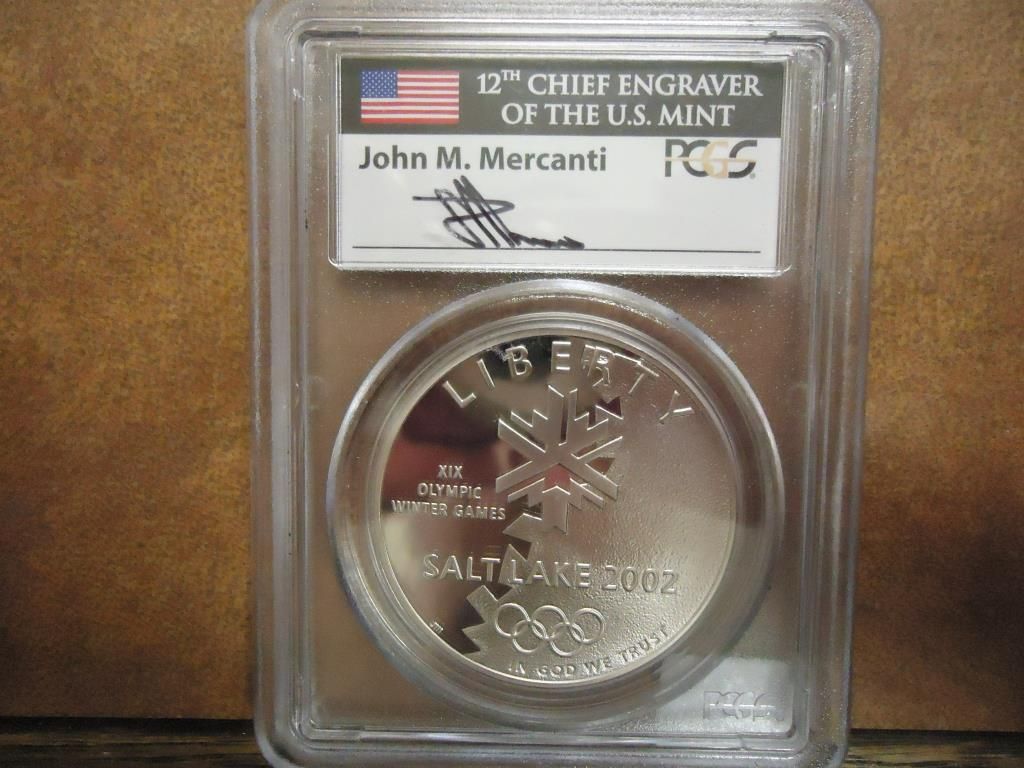 12TH CHIEF ENGRAVER
OF THE U.S. MINT
John M. Mercanti
PCGS
LIBERTY
XIX
OLYMPIC
WINTER GAMES
SALT LAKE 2002
IN GOD WE TRUST
PCGS